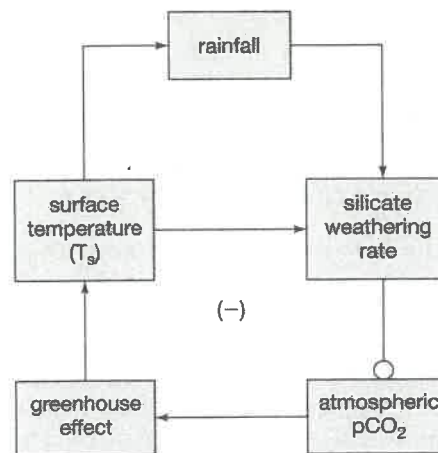 rainfall
surface
temperature
(Tₛ)
silicate
weathering
rate
(−)
greenhouse
effect
atmospheric
pCO₂